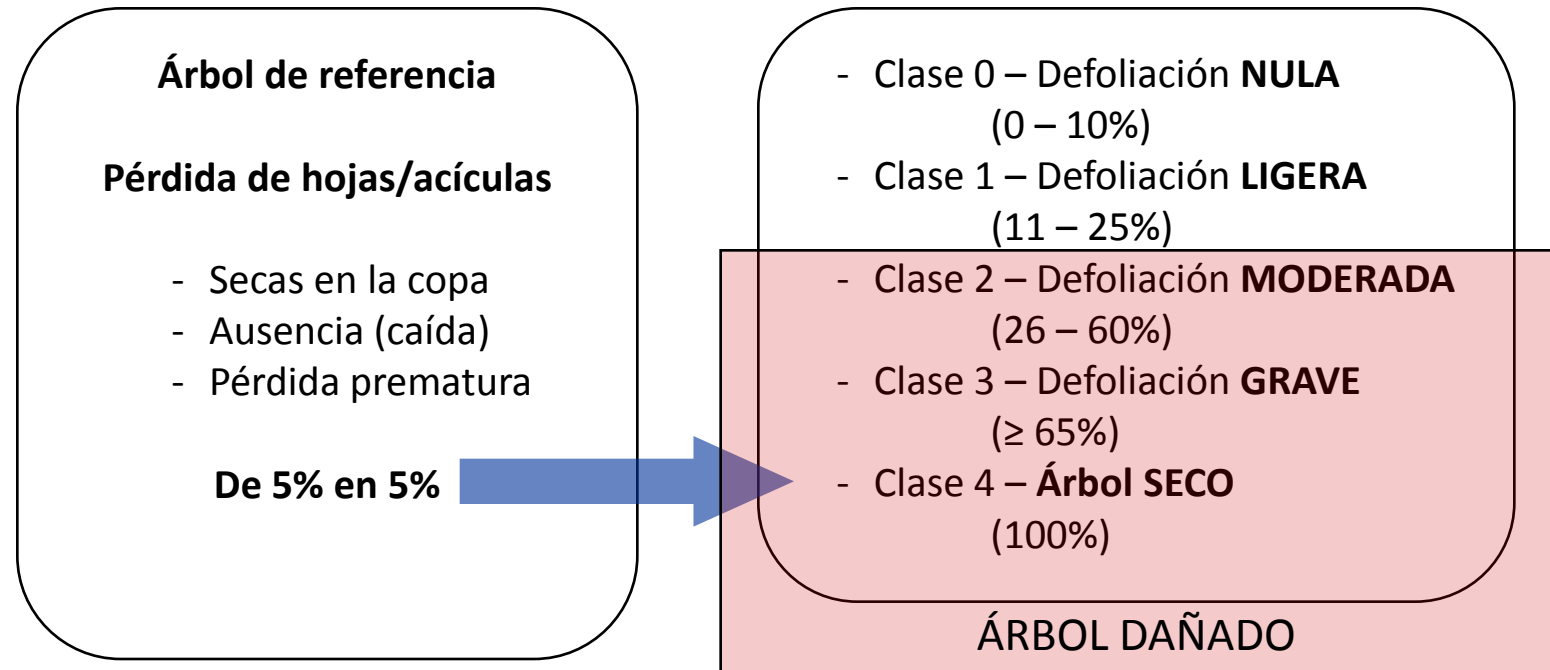 Árbol de referencia
Pérdida de hojas/acículas
- Secas en la copa
- Ausencia (caída)
- Pérdida prematura
De 5% en 5%
- Clase 0 – Defoliación NULA
(0 – 10%)
- Clase 1 – Defoliación LIGERA
(11 – 25%)
- Clase 2 – Defoliación MODERADA
(26 – 60%)
- Clase 3 – Defoliación GRAVE
(≥ 65%)
- Clase 4 – Árbol SECO
(100%)
ÁRBOL DAÑADO